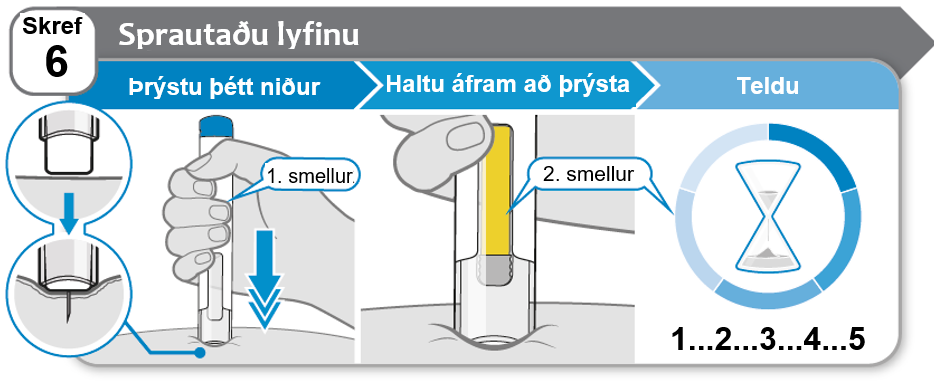 Skref
6
Sprautaðu lyfinu
Þrýstu þétt niður
Haltu áfram að þrýsta
Teldu
1. smellur
2. smellur
1...2...3...4...5